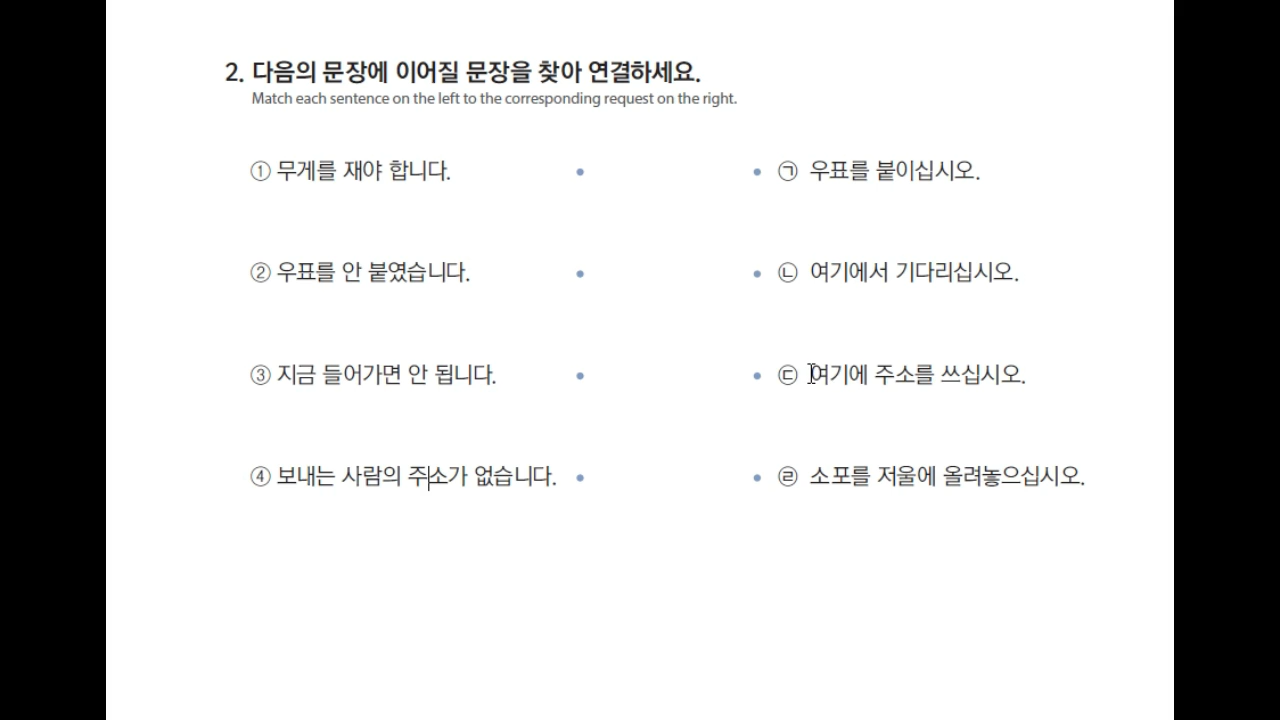 2. 다음의 문장에 이어질 문장을 찾아 연결하세요.
Match each sentence on the left to the corresponding request on the right.
① 무게를 재야 합니다. • • ㉠ 우표를 붙이십시오.
② 우표를 안 붙였습니다. • • ㉡ 여기에서 기다리십시오.
③ 지금 들어가면 안 됩니다. • • ㉢ 여기에 주소를 쓰십시오.
④ 보내는 사람의 주소가 없습니다. • • ㉣ 소포를 저울에 올려놓으십시오.